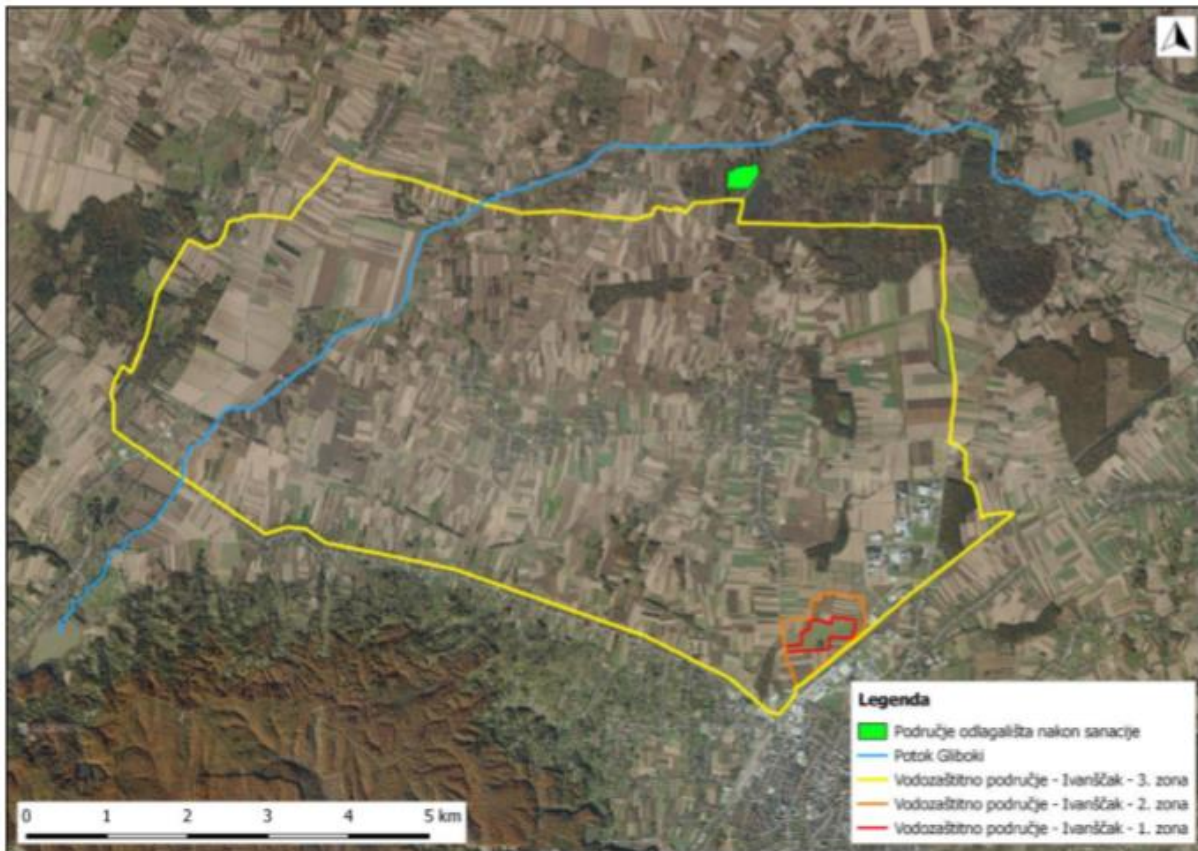 Legenda
Područje odlagališta nakon sanacije
Potok Gliboki
Vodozaštitno područje - Ivanščak - 3. zona
Vodozaštitno područje - Ivanščak - 2. zona
Vodozaštitno područje - Ivanščak - 1. zona
0 1 2 3 4 5 km